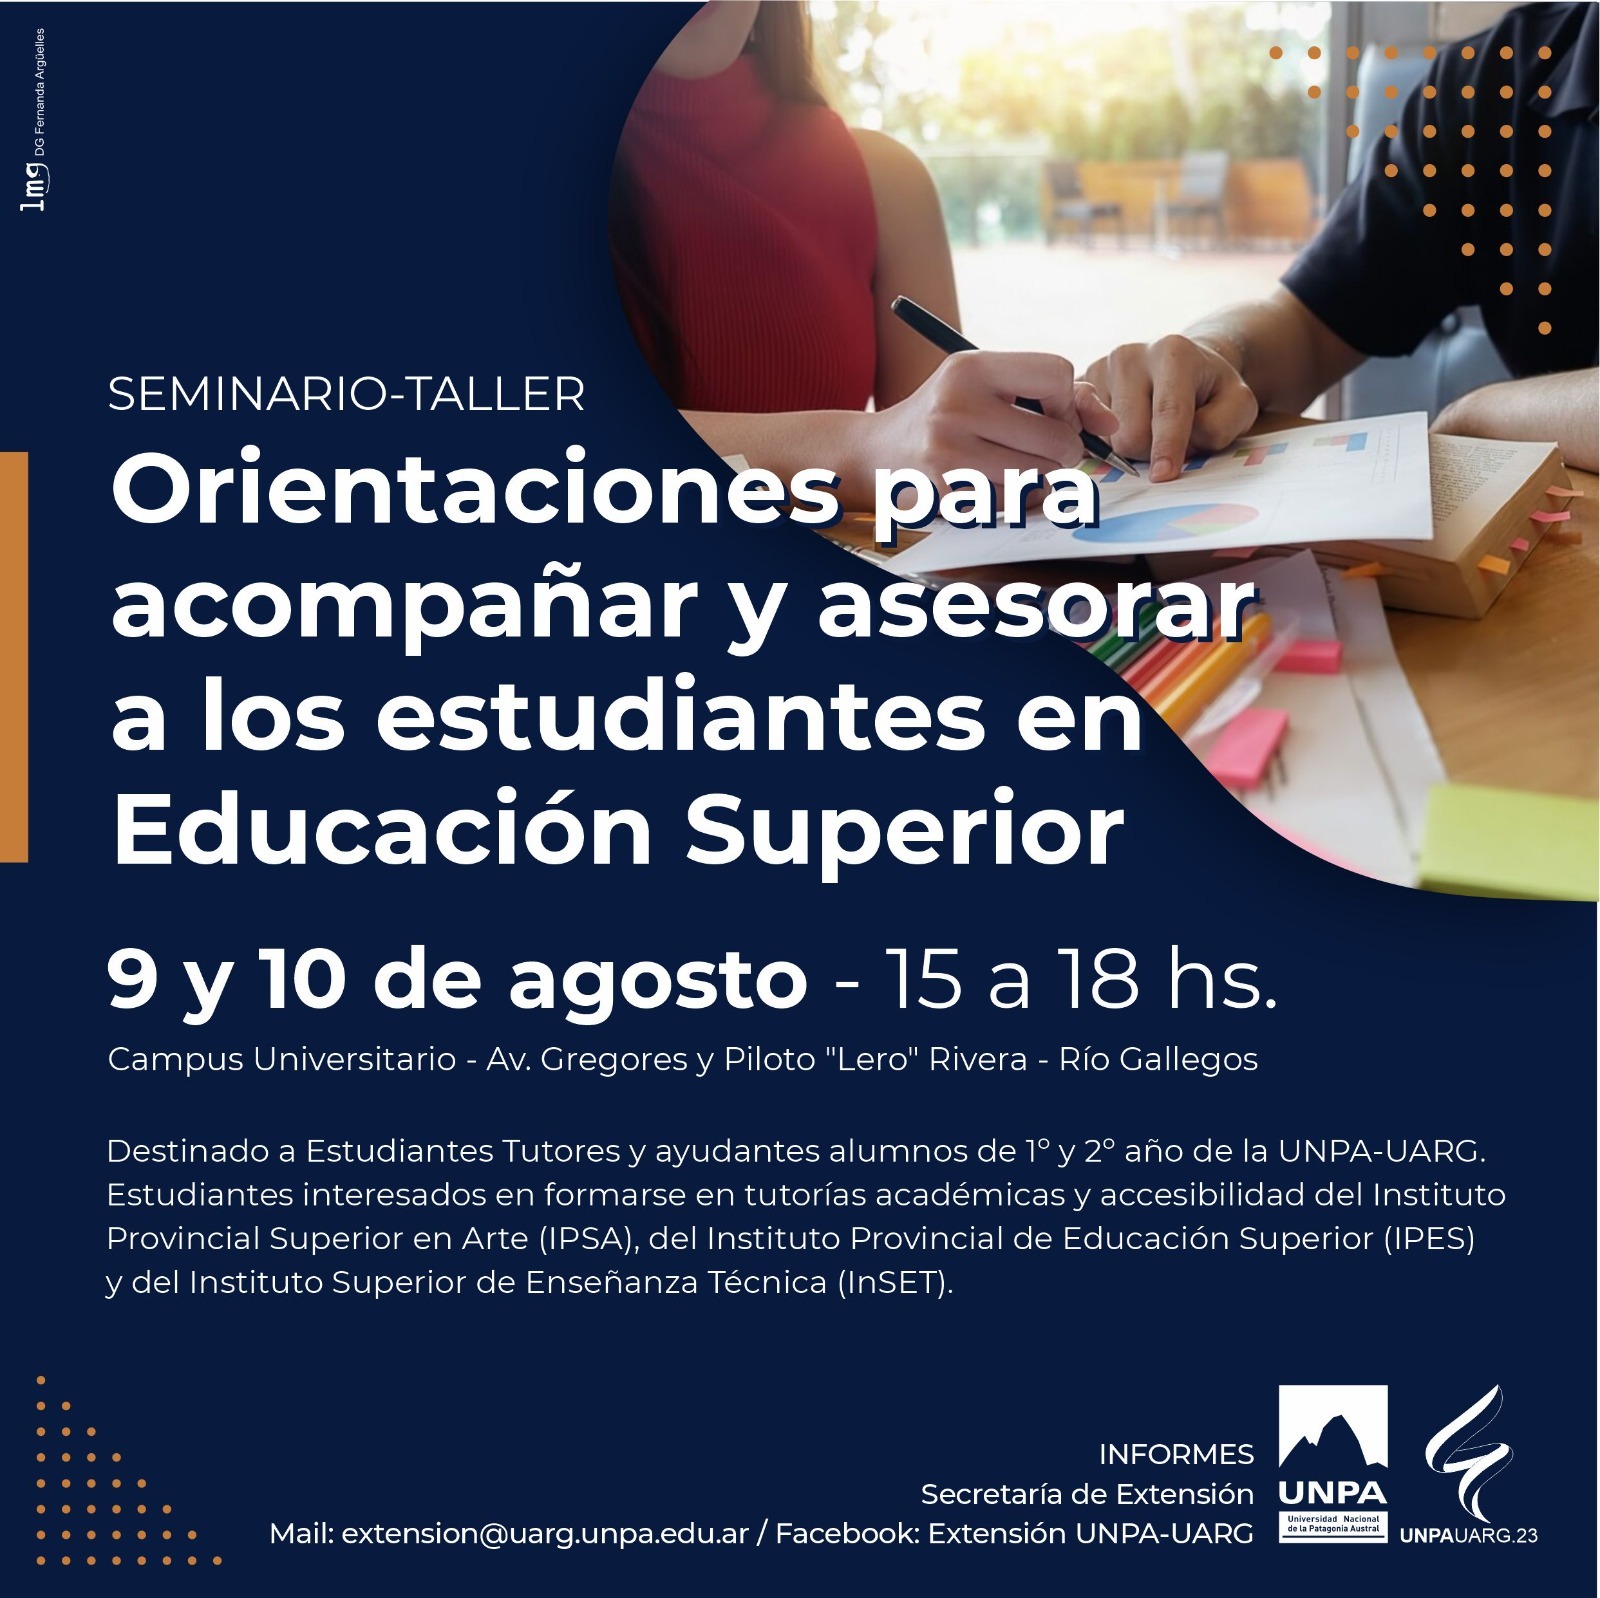 lmg DG Fernanda Argüelles
SEMINARIO-TALLER
Orientaciones para
acompañar y asesorar
a los estudiantes en
Educación Superior
9 y 10 de agosto - 15 a 18 hs.
Campus Universitario - Av. Gregores y Piloto "Lero" Rivera - Río Gallegos
Destinado a Estudiantes Tutores y ayudantes alumnos de 1º y 2º año de la UNPA-UARG.
Estudiantes interesados en formarse en tutorías académicas y accesibilidad del Instituto
Provincial Superior en Arte (IPSA), del Instituto Provincial de Educación Superior (IPES)
y del Instituto Superior de Enseñanza Técnica (InSET).
INFORMES
Secretaría de Extensión
Mail: extension@uarg.unpa.edu.ar / Facebook: Extensión UNPA-UARG
UNPA
Universidad Nacional
de la Patagonia Austral
UNPAUARG.23